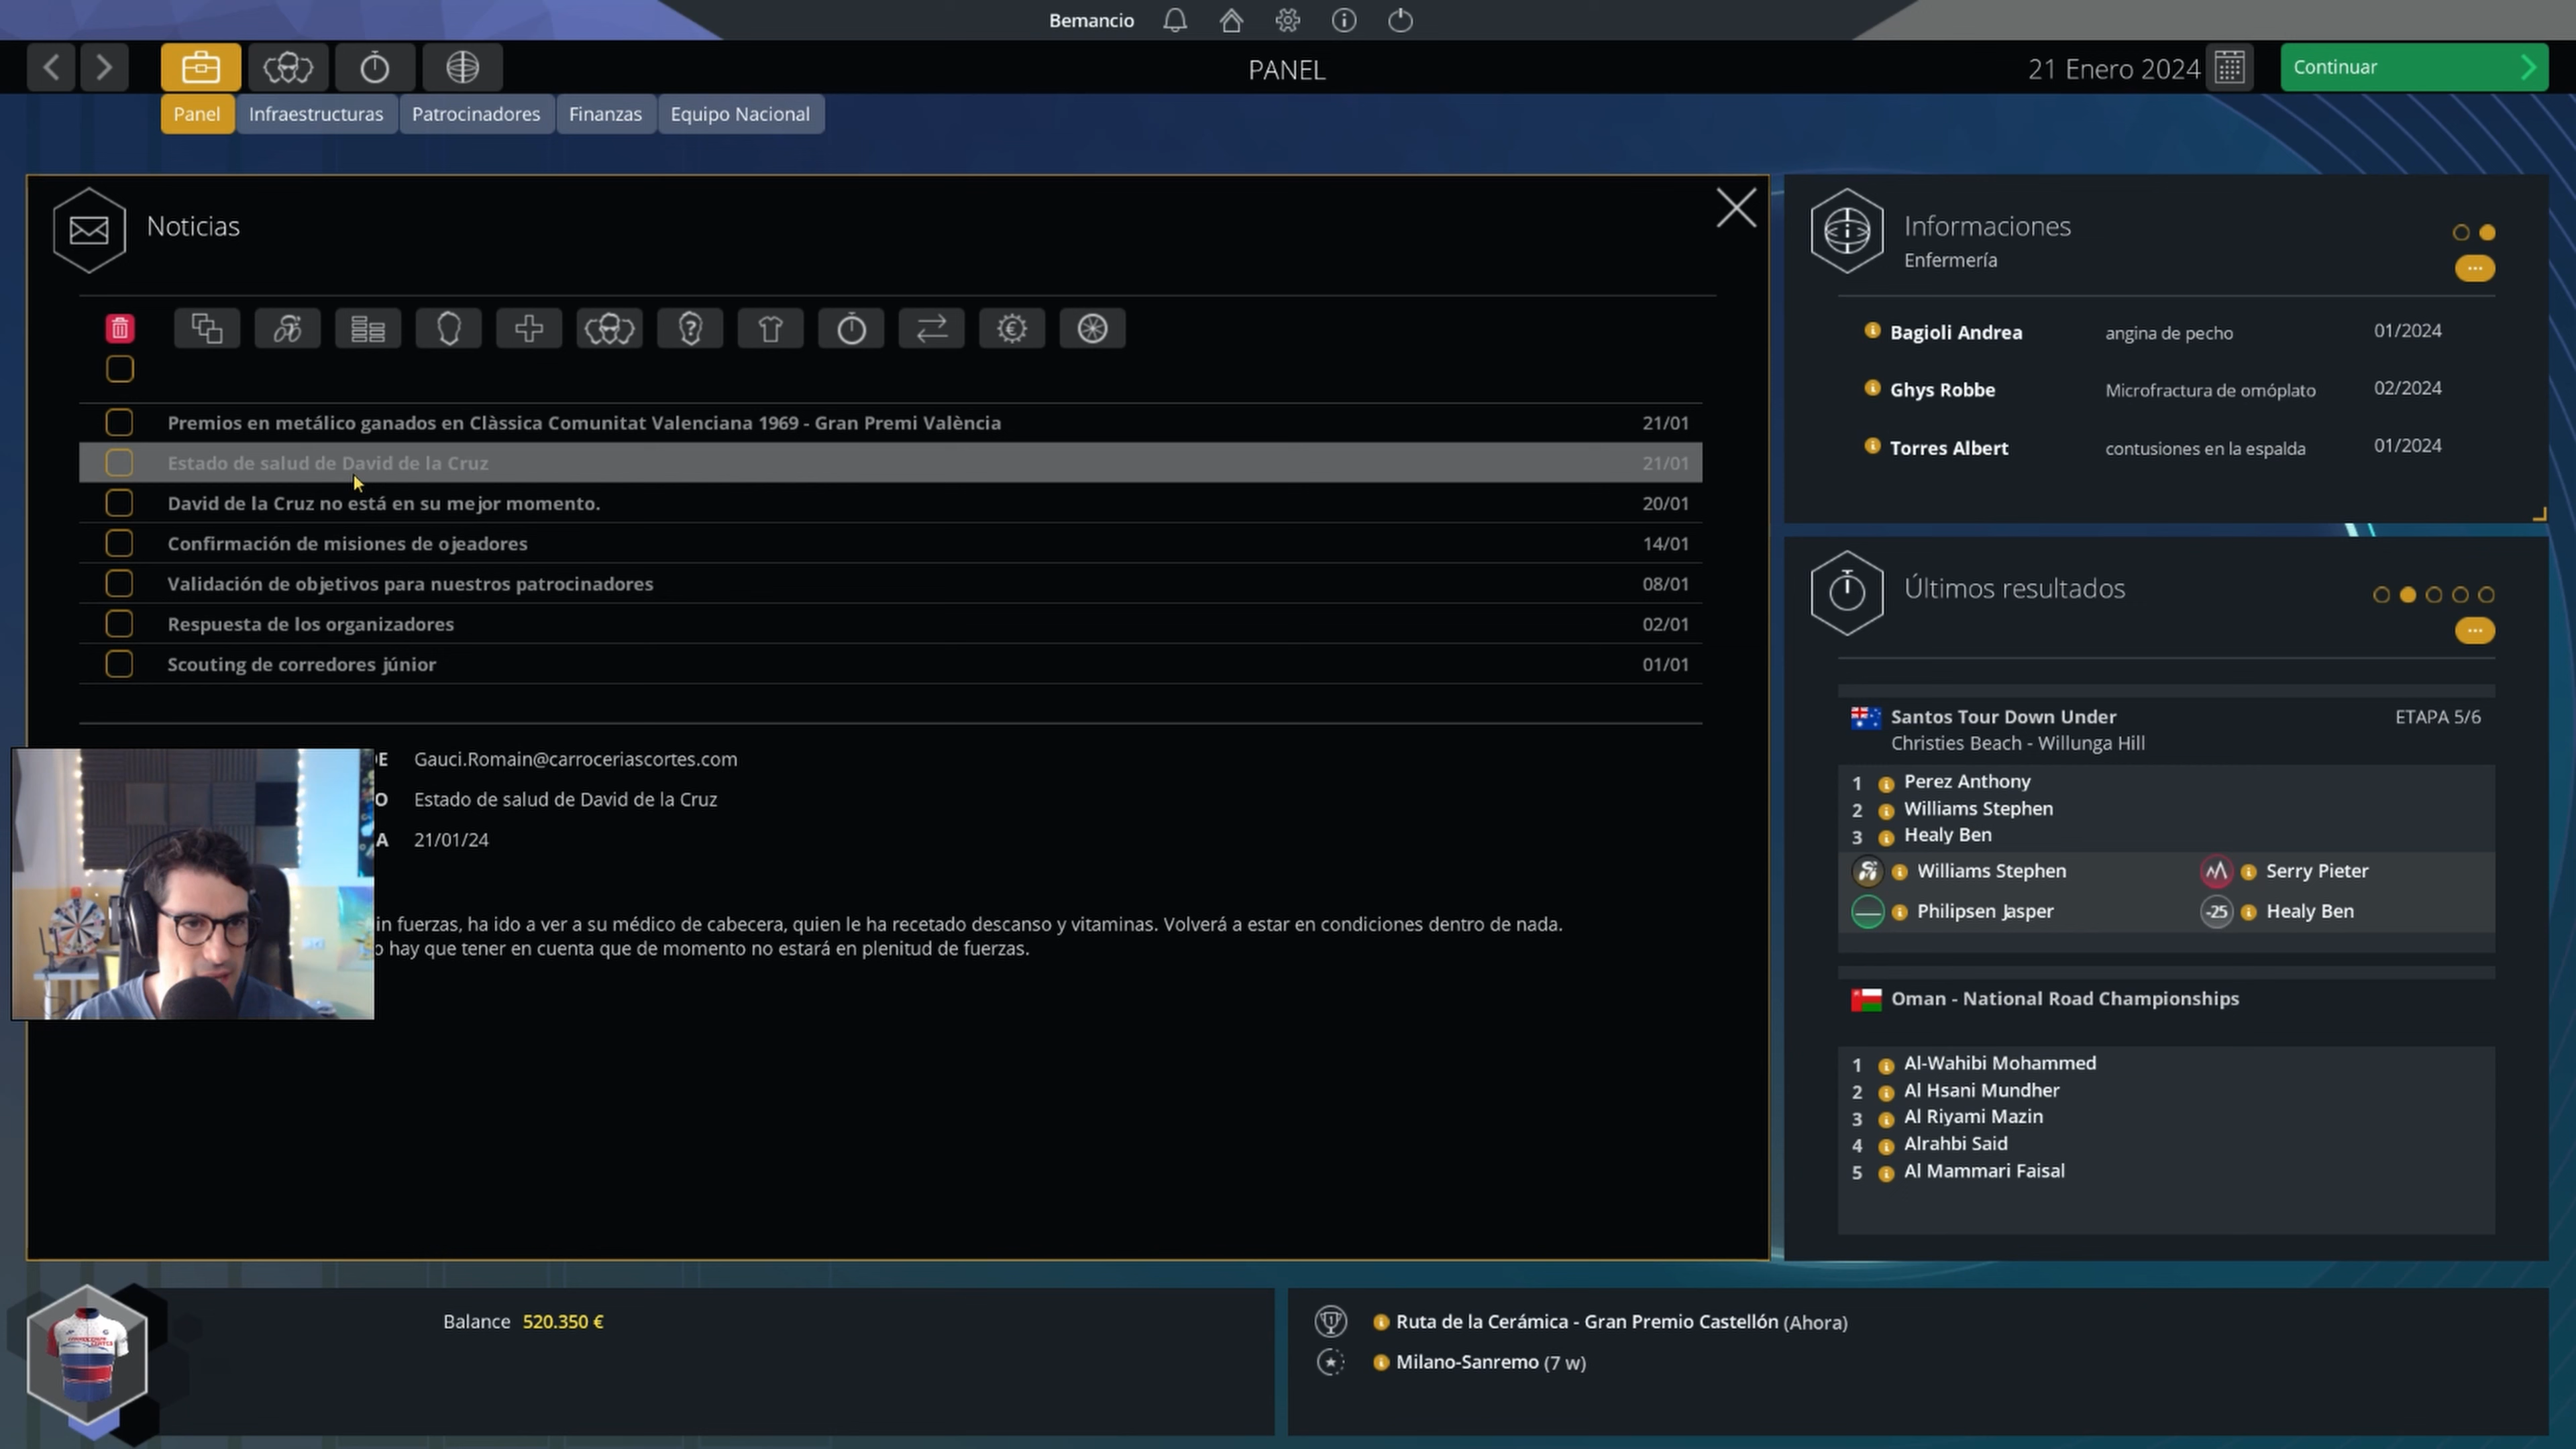 Bemancio
PANEL
21 Enero 2024
Continuar
Panel
Infraestructuras
Patrocinadores
Finanzas
Equipo Nacional
Noticias
Premios en metálico ganados en Clàssica Comunitat Valenciana 1969 - Gran Premi València 21/01
Estado de salud de David de la Cruz 21/01
David de la Cruz no está en su mejor momento. 20/01
Confirmación de misiones de ojeadores 14/01
Validación de objetivos para nuestros patrocinadores 08/01
Respuesta de los organizadores 02/01
Scouting de corredores júnior 01/01
E Gauci.Romain@carroceriascortes.com
O Estado de salud de David de la Cruz
A 21/01/24
in fuerzas, ha ido a ver a su médico de cabecera, quien le ha recetado descanso y vitaminas. Volverá a estar en condiciones dentro de nada.
o hay que tener en cuenta que de momento no estará en plenitud de fuerzas.
Informaciones
Enfermería
Bagioli Andrea angina de pecho 01/2024
Ghys Robbe Microfractura de omóplato 02/2024
Torres Albert contusiones en la espalda 01/2024
Últimos resultados
Santos Tour Down Under ETAPA 5/6
Christies Beach - Willunga Hill
1 Perez Anthony
2 Williams Stephen
3 Healy Ben
Williams Stephen Serry Pieter
Philipsen Jasper -25 Healy Ben
Oman - National Road Championships
1 Al-Wahibi Mohammed
2 Al Hsani Mundher
3 Al Riyami Mazin
4 Alrahbi Said
5 Al Mammari Faisal
Balance 520.350 €
Ruta de la Cerámica - Gran Premio Castellón (Ahora)
Milano-Sanremo (7 w)